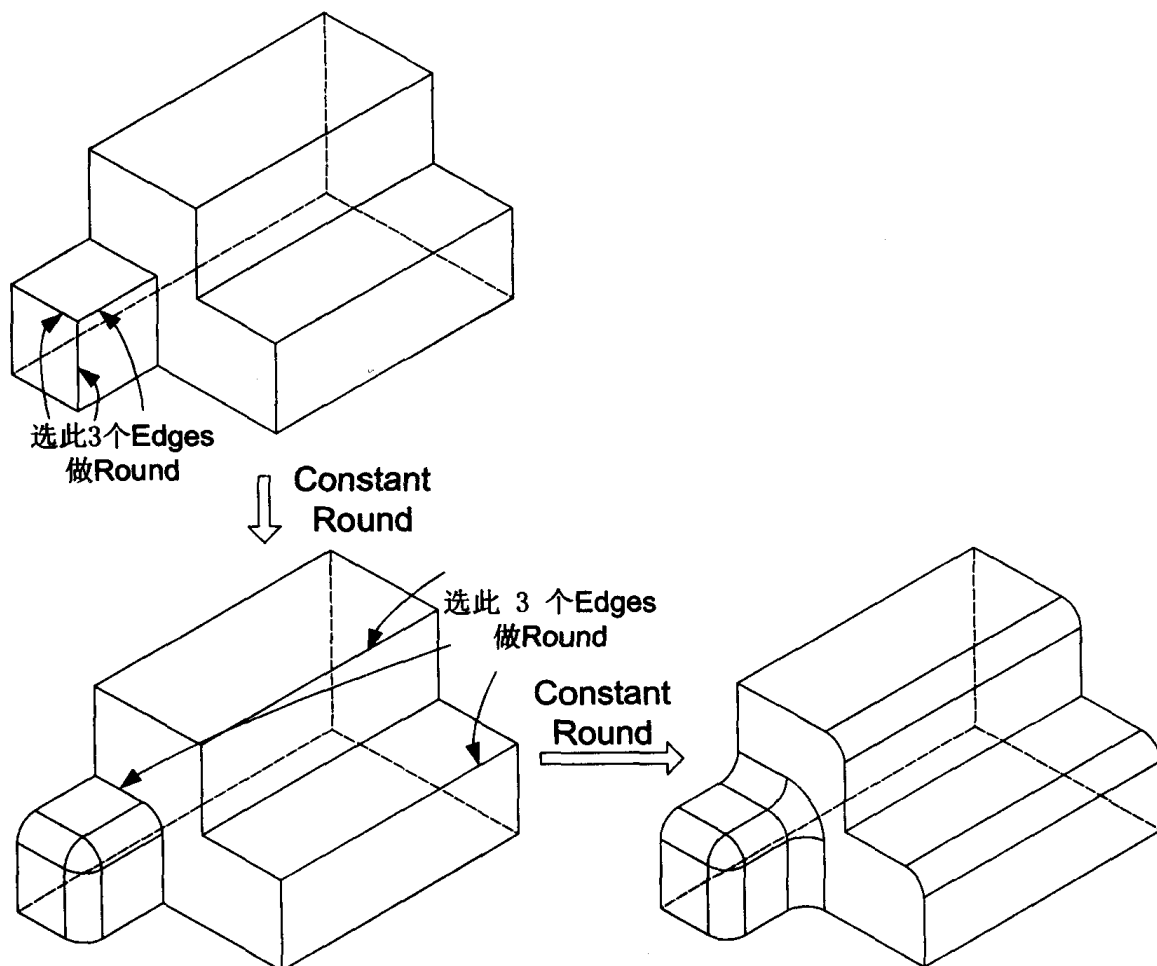 选此3个Edges
做Round
Constant
Round
选此 3 个Edges
做Round
Constant
Round